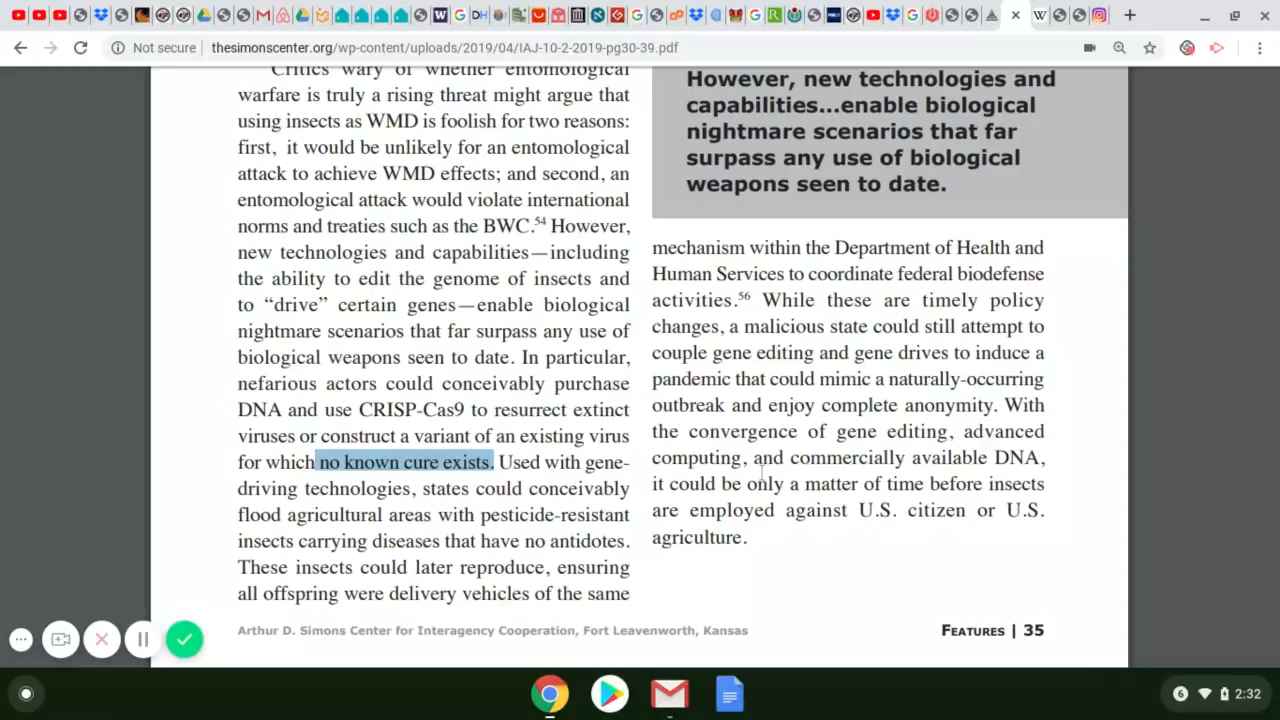 Not secure
thesimonscenter.org/wp-content/uploads/2019/04/IAJ-10-2-2019-pg30-39.pdf
Critics wary of whether entomological
warfare is truly a rising threat might argue that
using insects as WMD is foolish for two reasons:
first, it would be unlikely for an entomological
attack to achieve WMD effects; and second, an
entomological attack would violate international
norms and treaties such as the BWC.54 However,
new technologies and capabilities—including
the ability to edit the genome of insects and
to “drive” certain genes—enable biological
nightmare scenarios that far surpass any use of
biological weapons seen to date. In particular,
nefarious actors could conceivably purchase
DNA and use CRISP-Cas9 to resurrect extinct
viruses or construct a variant of an existing virus
for which no known cure exists. Used with gene-
driving technologies, states could conceivably
flood agricultural areas with pesticide-resistant
insects carrying diseases that have no antidotes.
These insects could later reproduce, ensuring
all offspring were delivery vehicles of the same
However, new technologies and
capabilities...enable biological
nightmare scenarios that far
surpass any use of biological
weapons seen to date.
mechanism within the Department of Health and
Human Services to coordinate federal biodefense
activities.56 While these are timely policy
changes, a malicious state could still attempt to
couple gene editing and gene drives to induce a
pandemic that could mimic a naturally-occurring
outbreak and enjoy complete anonymity. With
the convergence of gene editing, advanced
computing, and commercially available DNA,
it could be only a matter of time before insects
are employed against U.S. citizen or U.S.
agriculture.
Arthur D. Simons Center for Interagency Cooperation, Fort Leavenworth, Kansas
FEATURES | 35
6
2:32